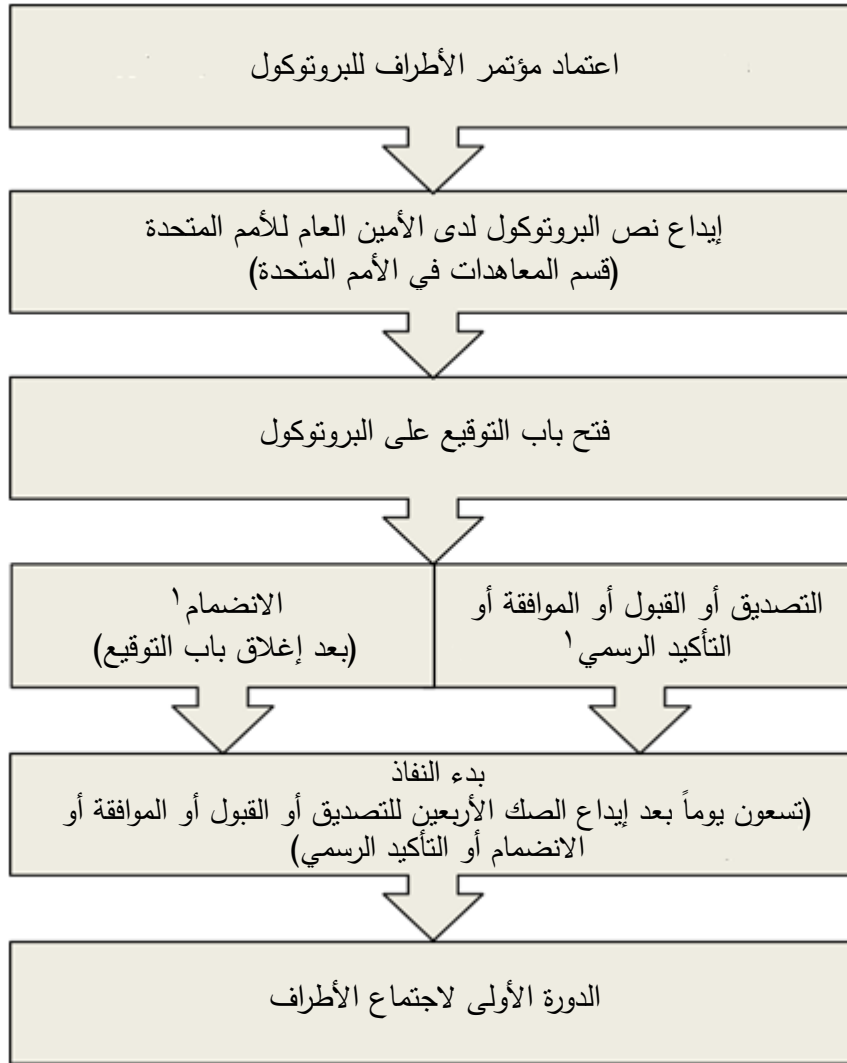 اعتماد مؤتمر الأطراف للبروتوكول
إيداع نص البروتوكول لدى الأمين العام للأمم المتحدة
(قسم المعاهدات في الأمم المتحدة)
فتح باب التوقيع على البروتوكول
التصديق أو القبول أو الموافقة أو
التأكيد الرسمي١
الانضمام١
(بعد إغلاق باب التوقيع)
بدء النفاذ
(تسعون يوماً بعد إيداع الصك الأربعين للتصديق أو القبول أو الموافقة أو
الانضمام أو التأكيد الرسمي)
الدورة الأولى لاجتماع الأطراف